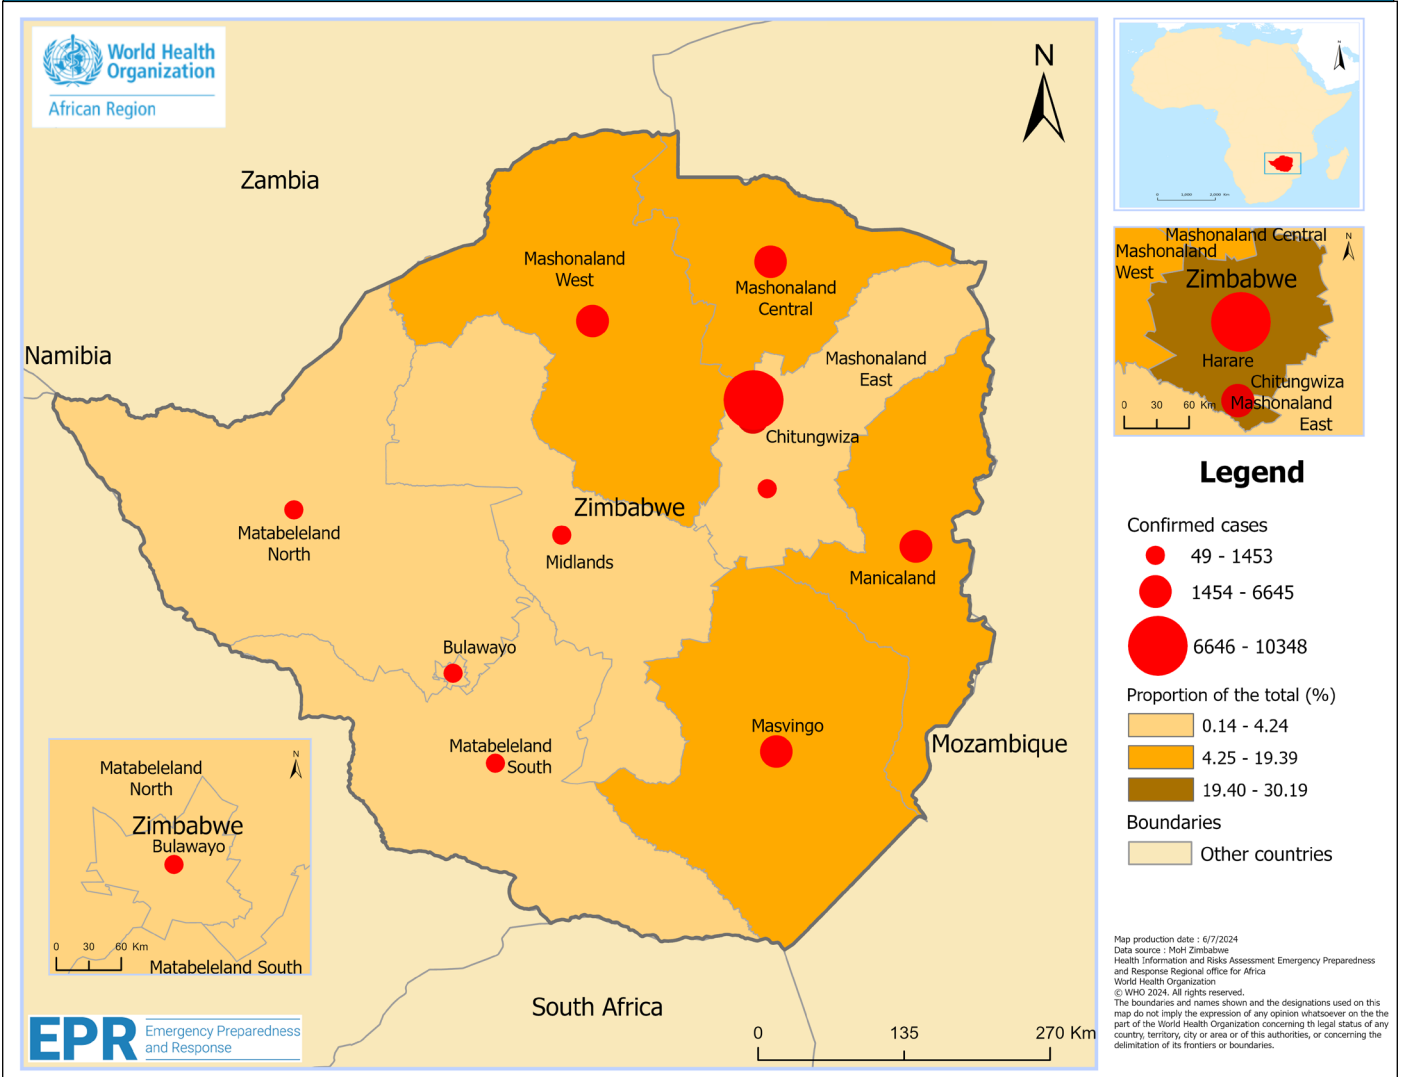 World Health
Organization
African Region
N
Zambia
Namibia
Mashonaland
West
Mashonaland
Central
Mashonaland
East
Chitungwiza
Zimbabwe
Matabeleland
North
Midlands
Manicaland
Bulawayo
Masvingo
Matabeleland
South
Mozambique
South Africa
0 135 270 Km
N
Matabeleland
North
Zimbabwe
Bulawayo
0 30 60 Km
Matabeleland South
EPR
Emergency Preparedness
and Response
N
0 1,000 2,000 Km
Mashonaland Central
N
Mashonaland
West
Zimbabwe
Harare
Chitungwiza
0 30 60 Km
Mashonaland
East
Legend
Confirmed cases
49 - 1453
1454 - 6645
6646 - 10348
Proportion of the total (%)
0.14 - 4.24
4.25 - 19.39
19.40 - 30.19
Boundaries
Other countries
Map production date : 6/7/2024
Data source : MoH Zimbabwe
Health Information and Risks Assessment Emergency Preparedness
and Response Regional office for Africa
World Health Organization
© WHO 2024. All rights reserved.
The boundaries and names shown and the designations used on this
map do not imply the expression of any opinion whatsoever on the the
part of the World Health Organization concerning th legal status of any
country, territory, city or area or of this authorities, or concerning the
delimitation of its frontiers or boundaries.